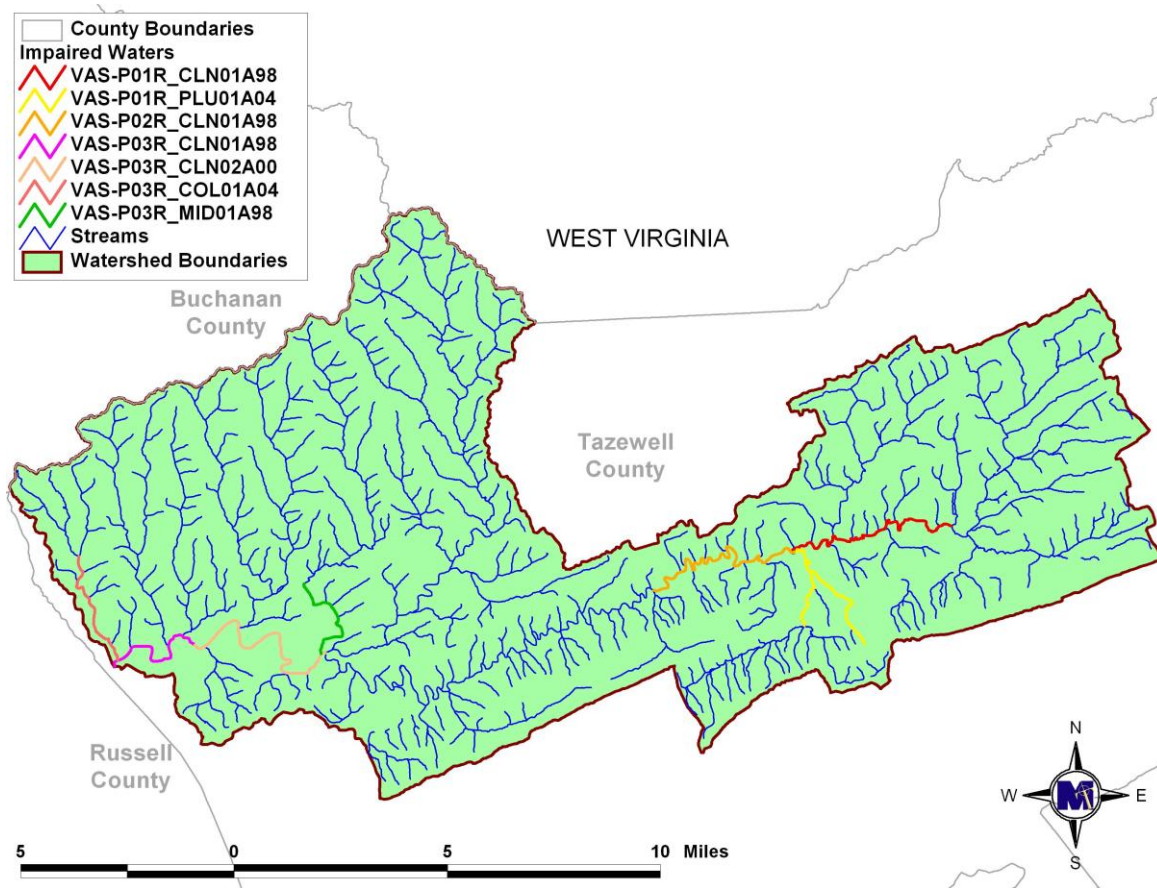 County Boundaries
Impaired Waters
VAS-P01R_CLN01A98
VAS-P01R_PLU01A04
VAS-P02R_CLN01A98
VAS-P03R_CLN01A98
VAS-P03R_CLN02A00
VAS-P03R_COL01A04
VAS-P03R_MID01A98
Streams
Watershed Boundaries
WEST VIRGINIA
Buchanan
County
Tazewell
County
Russell
County
N
W
M
E
S
5
0
5
10 Miles